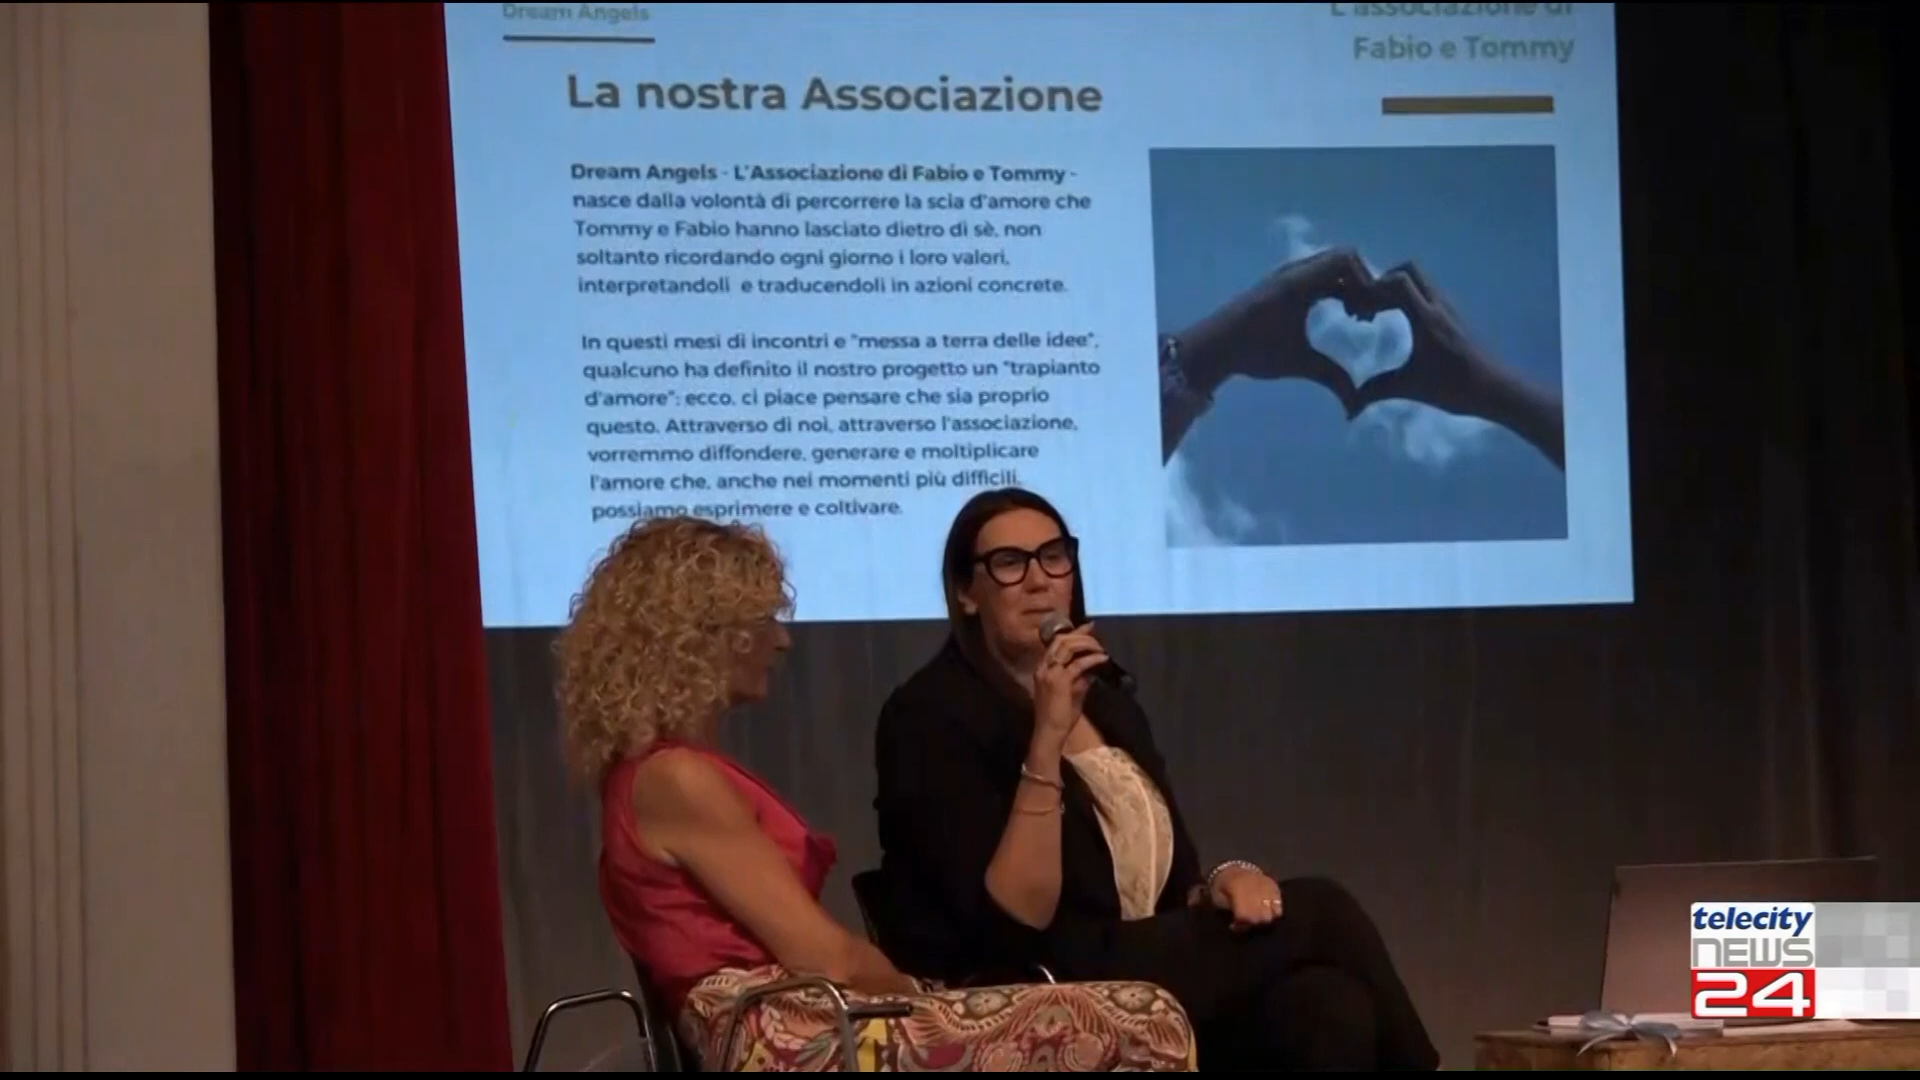 Dream Angels
L'associazione di
Fabio e Tommy
La nostra Associazione
Dream Angels - L'Associazione di Fabio e Tommy -
nasce dalla volontà di percorrere la scia d'amore che
Tommy e Fabio hanno lasciato dietro di sè, non
soltanto ricordando ogni giorno i loro valori,
interpretandoli e traducendoli in azioni concrete.
In questi mesi di incontri e "messa a terra delle idee",
qualcuno ha definito il nostro progetto un "trapianto
d'amore": ecco, ci piace pensare che sia proprio
questo. Attraverso di noi, attraverso l'associazione,
vorremmo diffondere, generare e moltiplicare
l'amore che, anche nei momenti più difficili,
possiamo esprimere e coltivare.
telecity
NEWS
24